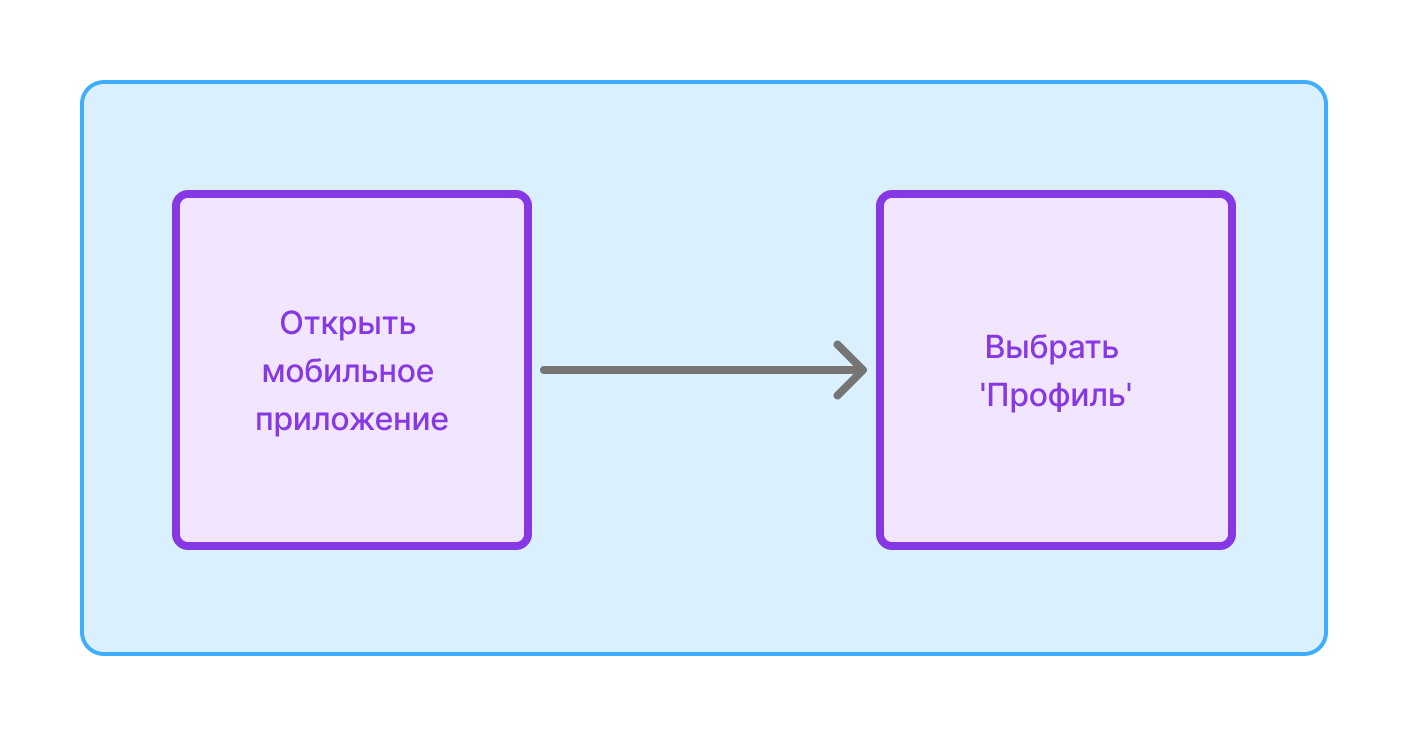 Открыть
мобильное
приложение
Выбрать
'Профиль'